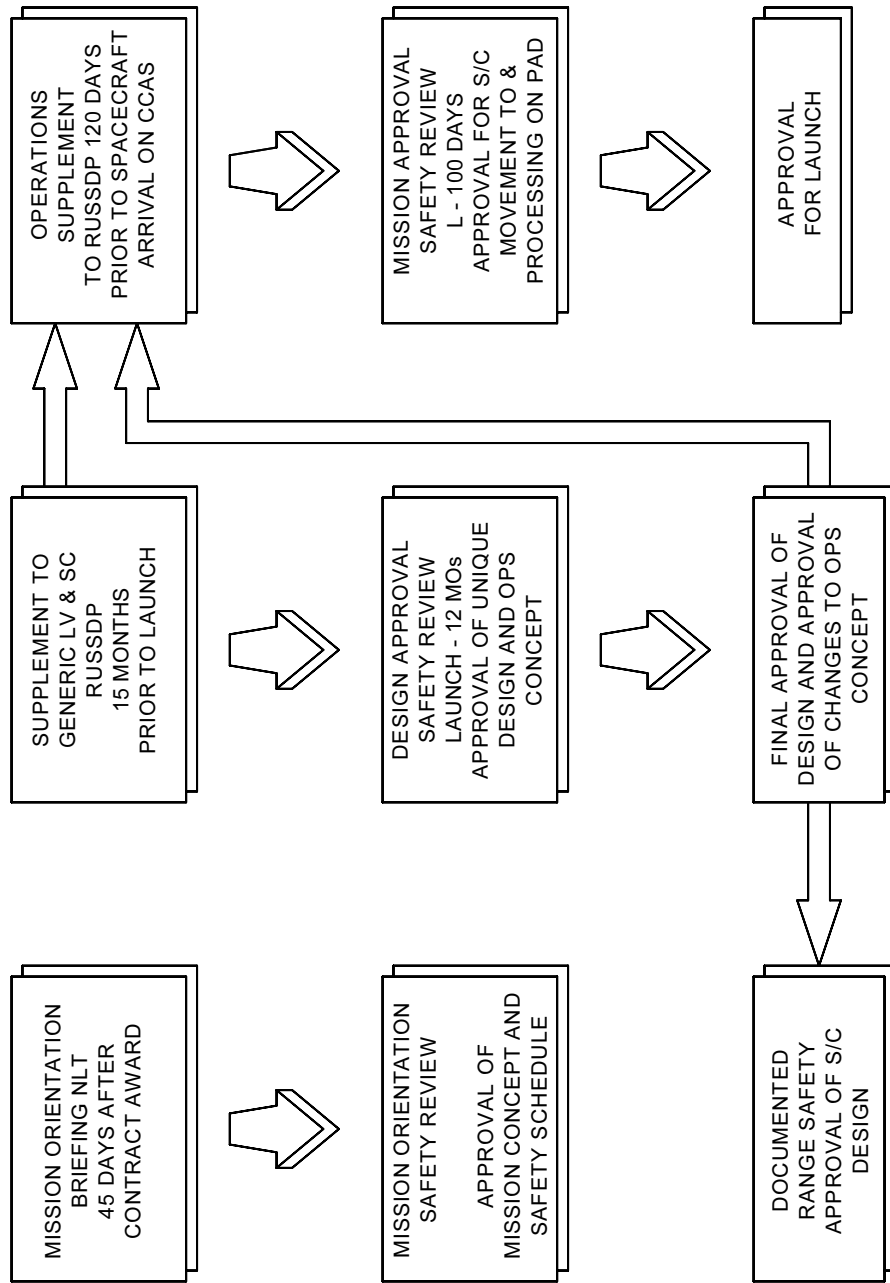 MISSION ORIENTATION
BRIEFING NLT
45 DAYS AFTER
CONTRACT AWARD
MISSION ORIENTATION
SAFETY REVIEW
APPROVAL OF
MISSION CONCEPT AND
SAFETY SCHEDULE
DOCUMENTED
RANGE SAFETY
APPROVAL OF S/C
DESIGN
SUPPLEMENT TO
GENERIC LV & SC
RUSSDP
15 MONTHS
PRIOR TO LAUNCH
DESIGN APPROVAL
SAFETY REVIEW
LAUNCH - 12 MOs
APPROVAL OF UNIQUE
DESIGN AND OPS
CONCEPT
FINAL APPROVAL OF
DESIGN AND APPROVAL
OF CHANGES TO OPS
CONCEPT
OPERATIONS
SUPPLEMENT
TO RUSSDP 120 DAYS
PRIOR TO SPACECRAFT
ARRIVAL ON CCAS
MISSION APPROVAL
SAFETY REVIEW
L - 100 DAYS
APPROVAL FOR S/C
MOVEMENT TO &
PROCESSING ON PAD
APPROVAL
FOR LAUNCH